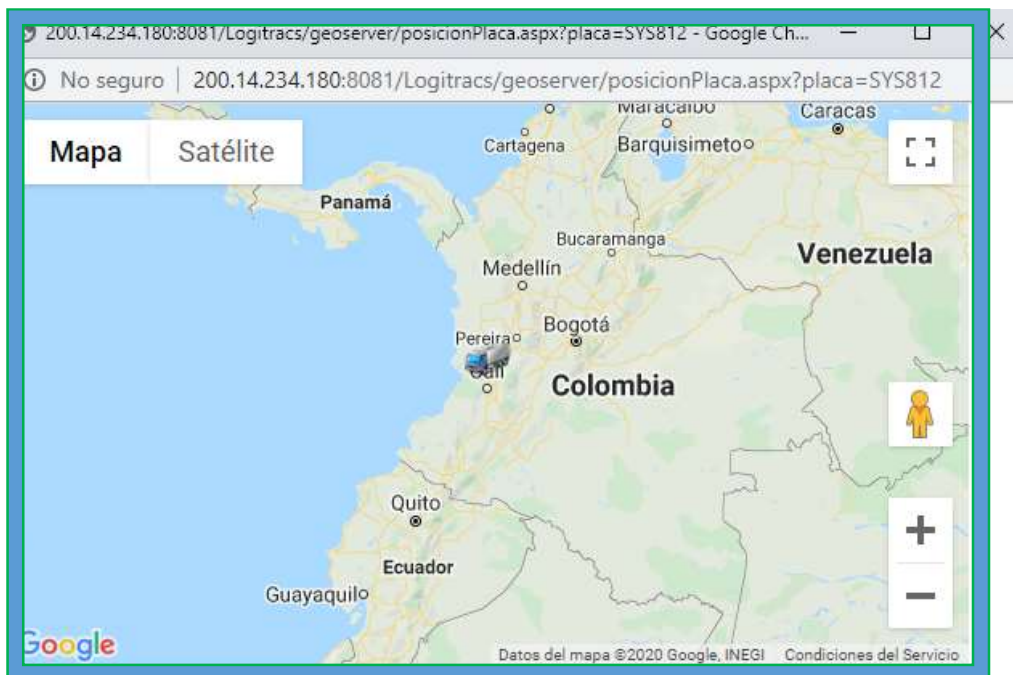 200.14.234.180:8081/Logitracs/geoserver/posicionPlaca.aspx?placa=SYS812 - Google Ch...
No seguro | 200.14.234.180:8081/Logitracs/geoserver/posicionPlaca.aspx?placa=SYS812
Mapa Satélite
Maracaibo
Caracas
Cartagena
Barquisimeto
Panamá
Bucaramanga
Venezuela
Medellín
Bogotá
Pereira
Cali
Colombia
Quito
Ecuador
Guayaquil
Google
Datos del mapa ©2020 Google, INEGI Condiciones del Servicio